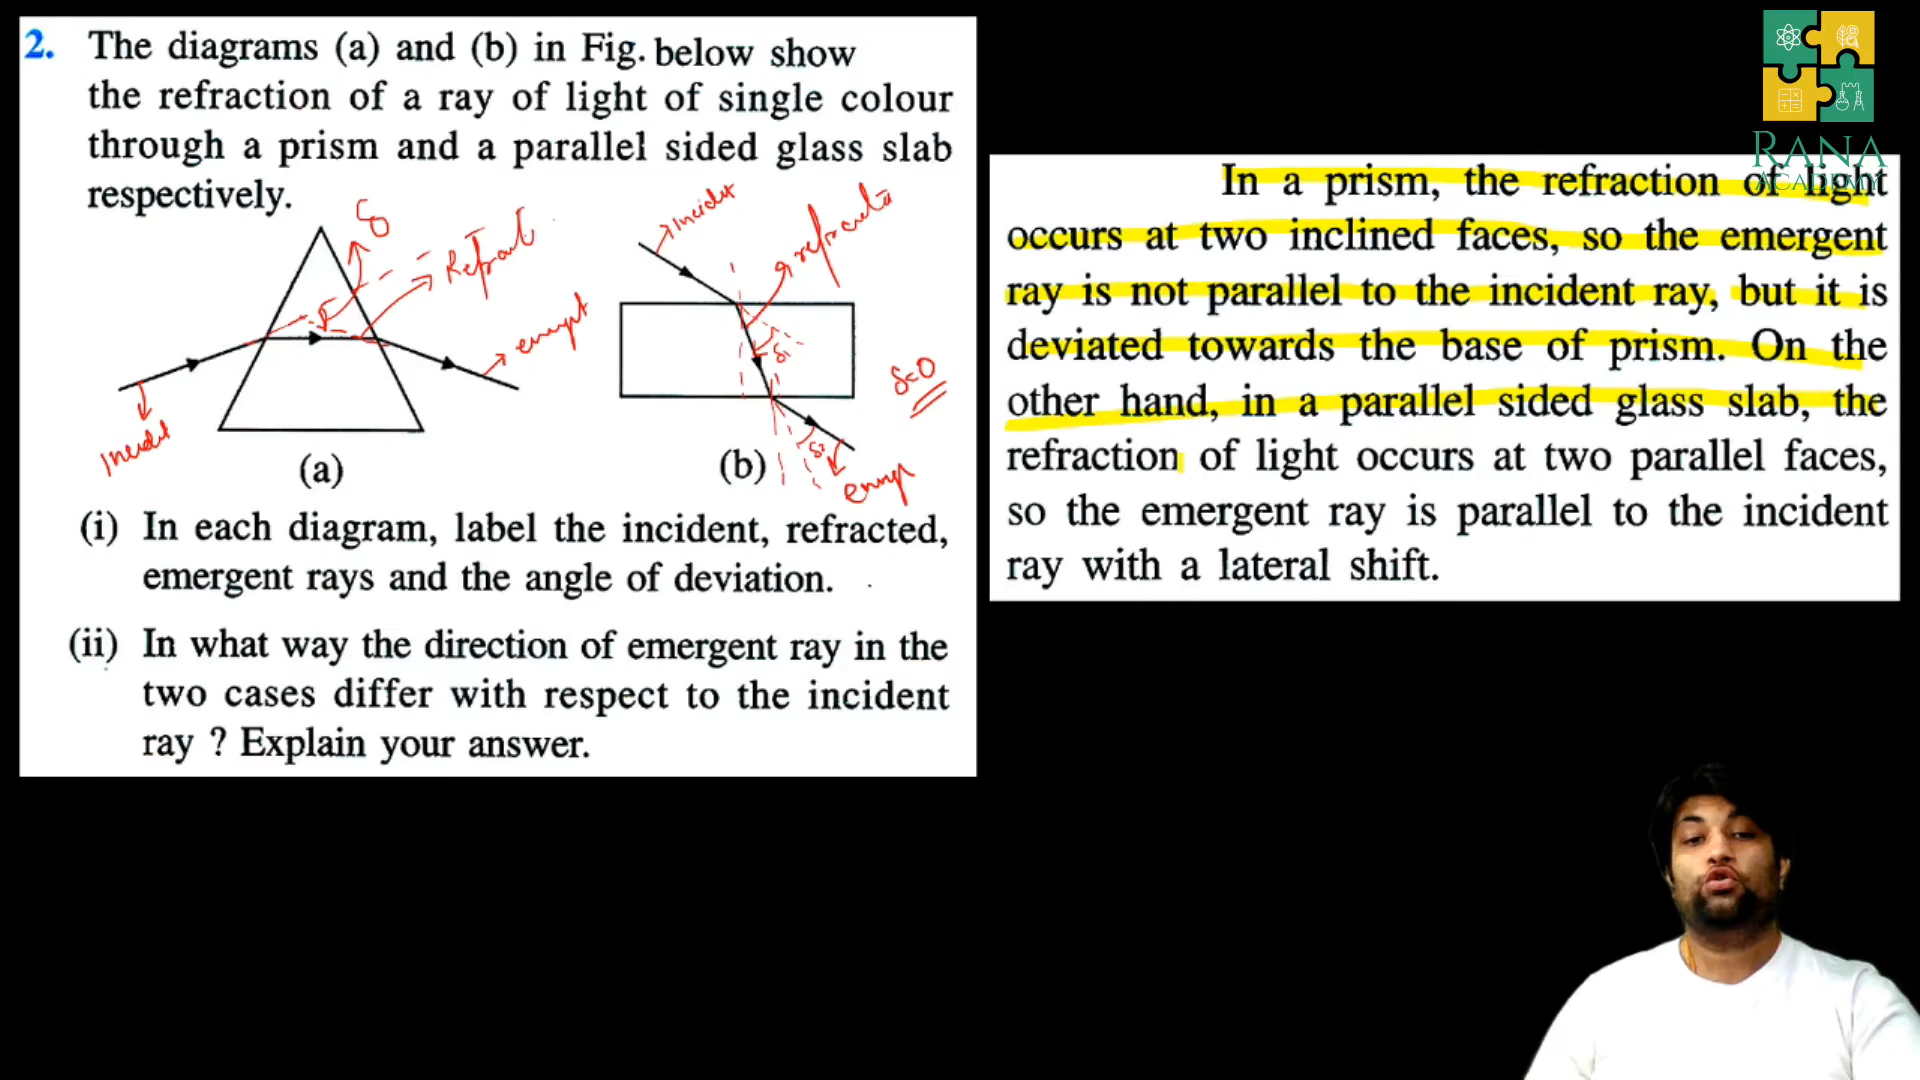 2. The diagrams (a) and (b) in Fig. below show
the refraction of a ray of light of single colour
through a prism and a parallel sided glass slab
respectively.
δ
Incident
(a)
(b)
δ=0
(i) In each diagram, label the incident, refracted,
emergent rays and the angle of deviation.
(ii) In what way the direction of emergent ray in the
two cases differ with respect to the incident
ray ? Explain your answer.
RANA
ACADEMY
In a prism, the refraction of light
occurs at two inclined faces, so the emergent
ray is not parallel to the incident ray, but it is
deviated towards the base of prism. On the
other hand, in a parallel sided glass slab, the
refraction of light occurs at two parallel faces,
so the emergent ray is parallel to the incident
ray with a lateral shift.